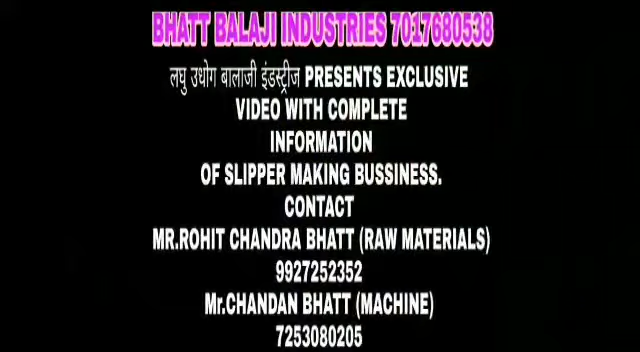 BHATT BALAJI INDUSTRIES 7017680538
लघु उधोग बालाजी इंडस्ट्रीज PRESENTS EXCLUSIVE
VIDEO WITH COMPLETE
INFORMATION
OF SLIPPER MAKING BUSSINESS.
CONTACT
MR.ROHIT CHANDRA BHATT (RAW MATERIALS)
9927252352
Mr.CHANDAN BHATT (MACHINE)
7253080205